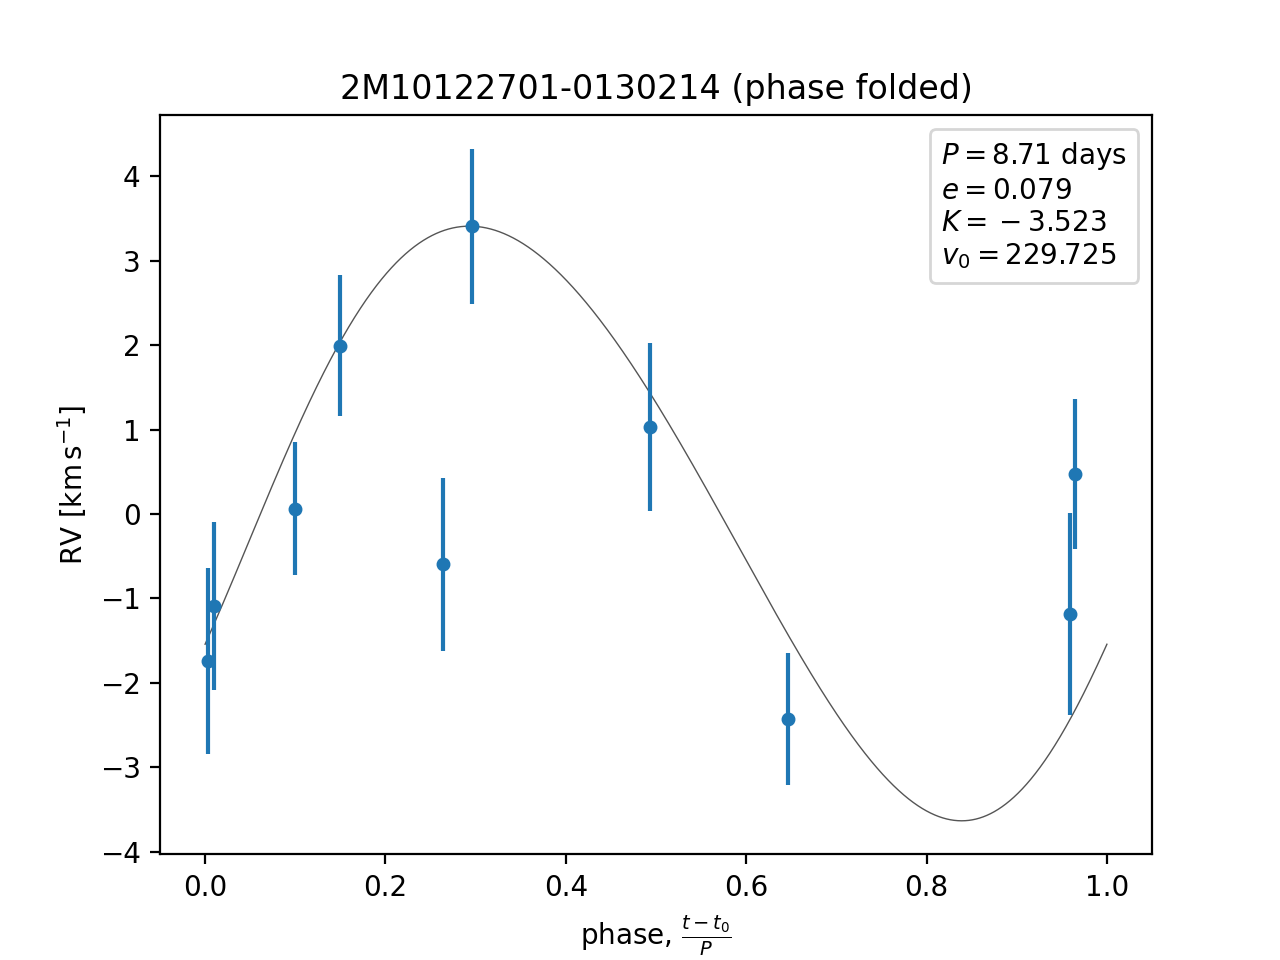 2M10122701-0130214 (phase folded)
P = 8.71 days
e = 0.079
K = −3.523
v₀ = 229.725
4
3
2
1
0
−1
−2
−3
−4
RV [km s⁻¹]
0.0 0.2 0.4 0.6 0.8 1.0
phase, (t − t₀)/P